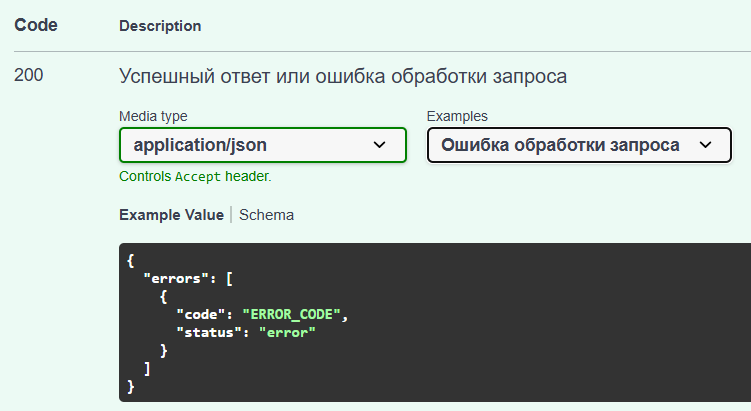 Code Description
200 Успешный ответ или ошибка обработки запроса
Media type Examples
application/json Ошибка обработки запроса
Controls Accept header.
Example Value Schema
{
"errors": [
{
"code": "ERROR_CODE",
"status": "error"
}
]
}